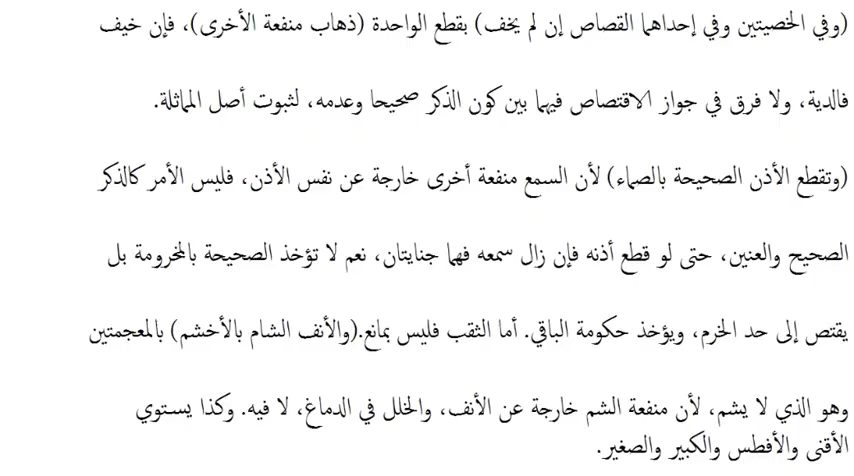 (وفي الخصيتين وفي إحداهما القصاص إن لم يخف) بقطع الواحدة (ذهاب منفعة الأخرى)، فإن خيف
فالدية، ولا فرق في جواز الاقتصاص فيهما بين كون الذكر صحيحا وعدمه، لثبوت أصل المماثلة.
(وتقطع الأذن الصحيحة بالصماء) لأن السمع منفعة أخرى خارجة عن نفس الأذن، فليس الأمر كالذكر
الصحيح والعنين، حتى لو قطع أذنه فإن زال سمعه فهما جنايتان، نعم لا تؤخذ الصحيحة بالمخرومة بل
يقتص إلى حد الخرم، ويؤخذ حكومة الباقي. أما الثقب فليس بمانع.(والأنف الشام بالأخشم) بالمعجمتين
وهو الذي لا يشم، لأن منفعة الشم خارجة عن الأنف، والخلل في الدماغ، لا فيه. وكذا يستوي
الأقنى والأفطس والكبير والصغير.